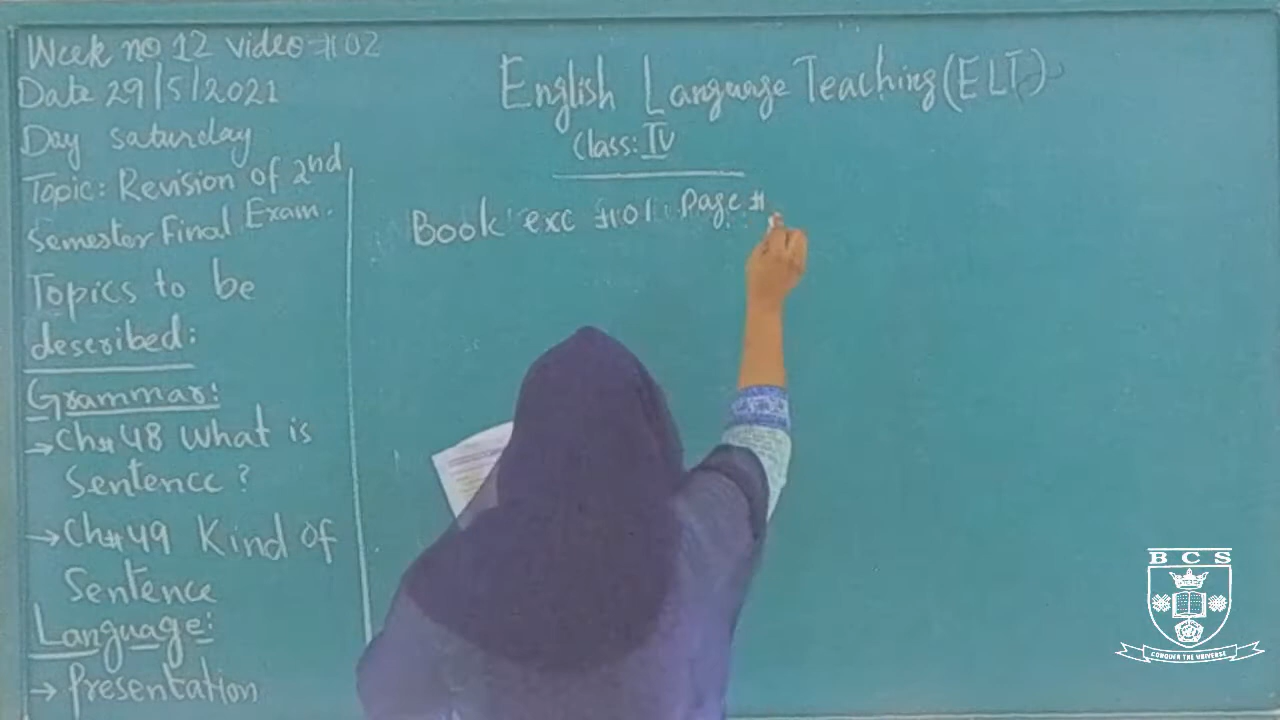 Week no 12 video #02
Date 29/5/2021
Day saturday
Topic: Revision of 2nd
Semester Final Exam.
Topics to be
described:
Grammar:
→ Ch# 48 What is
Sentence?
→ Ch#49 Kind of
Sentence
Language:
→ Presentation
English Language Teaching (ELT)
Class: IV
Book exc #01 Page #
BCS
CONQUER THE UNIVERSE